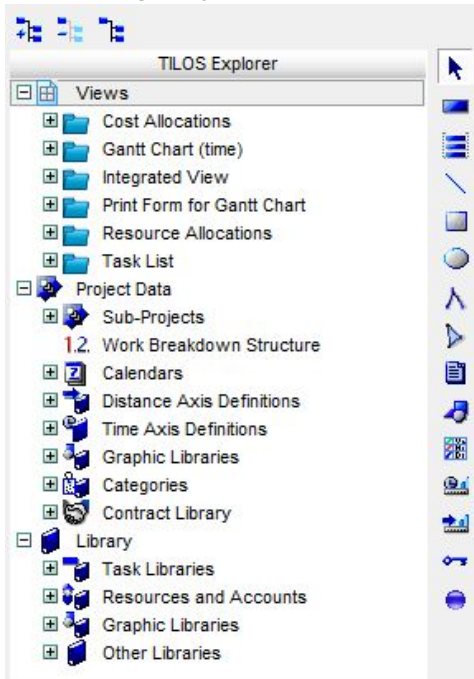 TILOS Explorer
Views
Cost Allocations
Gantt Chart (time)
Integrated View
Print Form for Gantt Chart
Resource Allocations
Task List
Project Data
Sub-Projects
1.2. Work Breakdown Structure
Calendars
Distance Axis Definitions
Time Axis Definitions
Graphic Libraries
Categories
Contract Library
Library
Task Libraries
Resources and Accounts
Graphic Libraries
Other Libraries